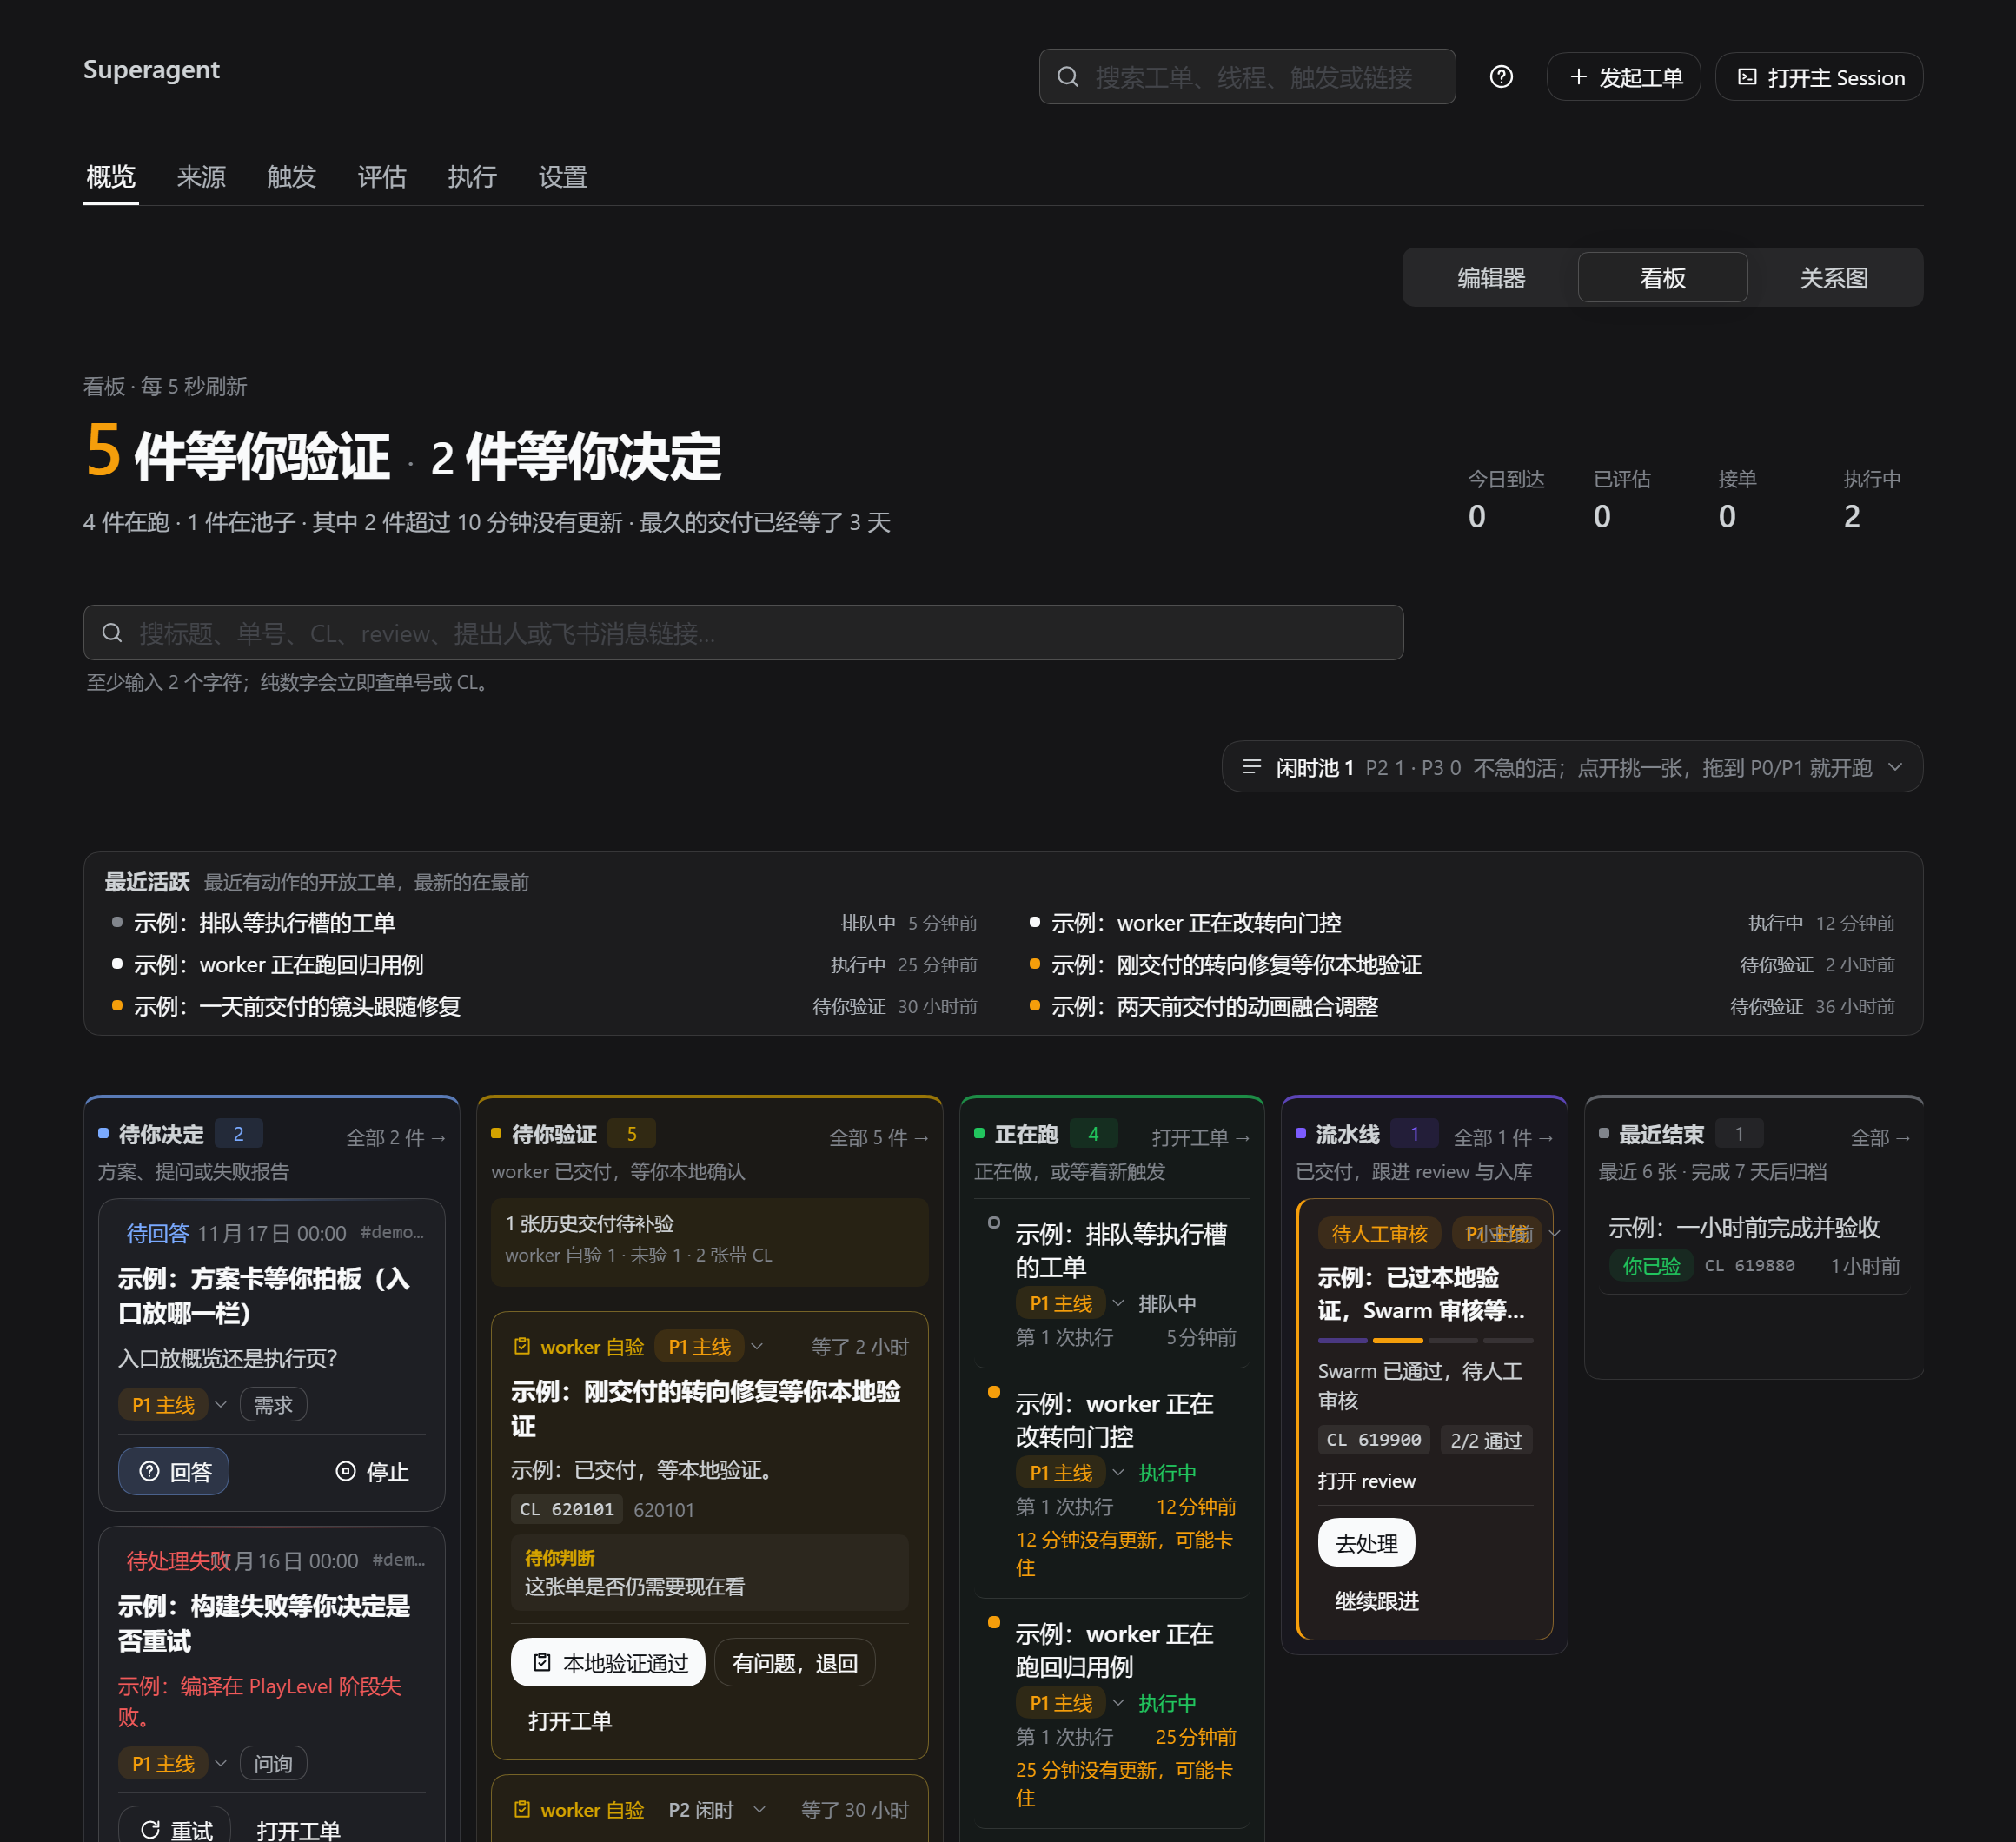 Superagent
搜索工单、线程、触发或链接
发起工单
打开主 Session
概览
来源
触发
评估
执行
设置
编辑器
看板
关系图
看板 · 每 5 秒刷新
5 件等你验证 · 2 件等你决定
4 件在跑 · 1 件在池子 · 其中 2 件超过 10 分钟没有更新 · 最久的交付已经等了 3 天
今日到达
0
已评估
0
接单
0
执行中
2
搜标题、单号、CL、review、提出人或飞书消息链接...
至少输入 2 个字符；纯数字会立即查单号或 CL。
闲时池 1 P2 1 · P3 0 不急的活；点开挑一张，拖到 P0/P1 就开跑
最近活跃 最近有动作的开放工单，最新的在最前
示例：排队等执行槽的工单 排队中 5 分钟前
示例：worker 正在改转向门控 执行中 12 分钟前
示例：worker 正在跑回归用例 执行中 25 分钟前
示例：刚交付的转向修复等你本地验证 待你验证 2 小时前
示例：一天前交付的镜头跟随修复 待你验证 30 小时前
示例：两天前交付的动画融合调整 待你验证 36 小时前
待你决定 2 全部 2 件 →
方案、提问或失败报告
待回答 11月17日 00:00 #demo...
示例：方案卡等你拍板（入
口放哪一栏）
入口放概览还是执行页？
P1 主线 需求
回答 停止
待处理失败 月16日 00:00 #dem...
示例：构建失败等你决定是
否重试
示例：编译在 PlayLevel 阶段失
败。
P1 主线 问询
重试 打开工单
待你验证 5 全部 5 件 →
worker 已交付，等你本地确认
1 张历史交付待补验
worker 自验 1 · 未验 1 · 2 张带 CL
worker 自验 P1 主线 等了 2 小时
示例：刚交付的转向修复等你本地验
证
示例：已交付，等本地验证。
CL 620101 620101
待你判断
这张单是否仍需要现在看
本地验证通过 有问题，退回
打开工单
worker 自验 P2 闲时 等了 30 小时
正在跑 4 打开工单 →
正在做，或等着新触发
示例：排队等执行槽
的工单
P1 主线 排队中
第 1 次执行 5分钟前
示例：worker 正在
改转向门控
P1 主线 执行中
第 1 次执行 12分钟前
12 分钟没有更新，可能卡
住
示例：worker 正在
跑回归用例
P1 主线 执行中
第 1 次执行 25分钟前
25 分钟没有更新，可能卡
住
流水线 1 全部 1 件 →
已交付，跟进 review 与入库
待人工审核 P1 主线
示例：已过本地验
证，Swarm 审核等...
Swarm 已通过，待人工
审核
CL 619900 2/2 通过
打开 review
去处理
继续跟进
最近结束 1 全部 →
最近 6 张 · 完成 7 天后归档
示例：一小时前完成并验收
你已验 CL 619880 1小时前